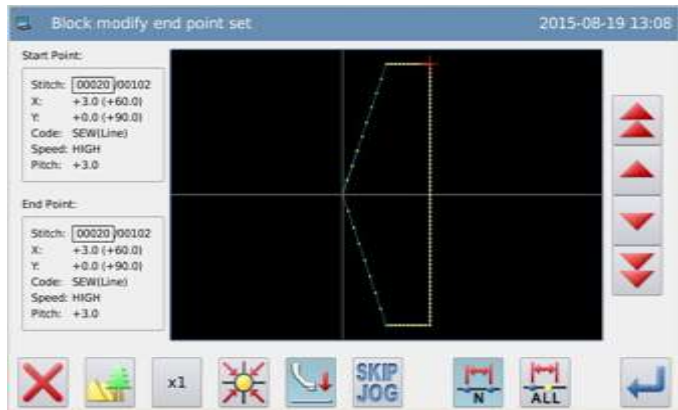 Block modify end point set 2015-08-19 13:08
Start Point:
Stitch: 00020/00102
X: +3.0 (+60.0)
Y: +0.0 (+90.0)
Code: SEW(Line)
Speed: HIGH
Pitch: +3.0
End Point:
Stitch: 00020/00102
X: +3.0 (+60.0)
Y: +0.0 (+90.0)
Code: SEW(Line)
Speed: HIGH
Pitch: +3.0
x1
SKIP
JOG
N
ALL